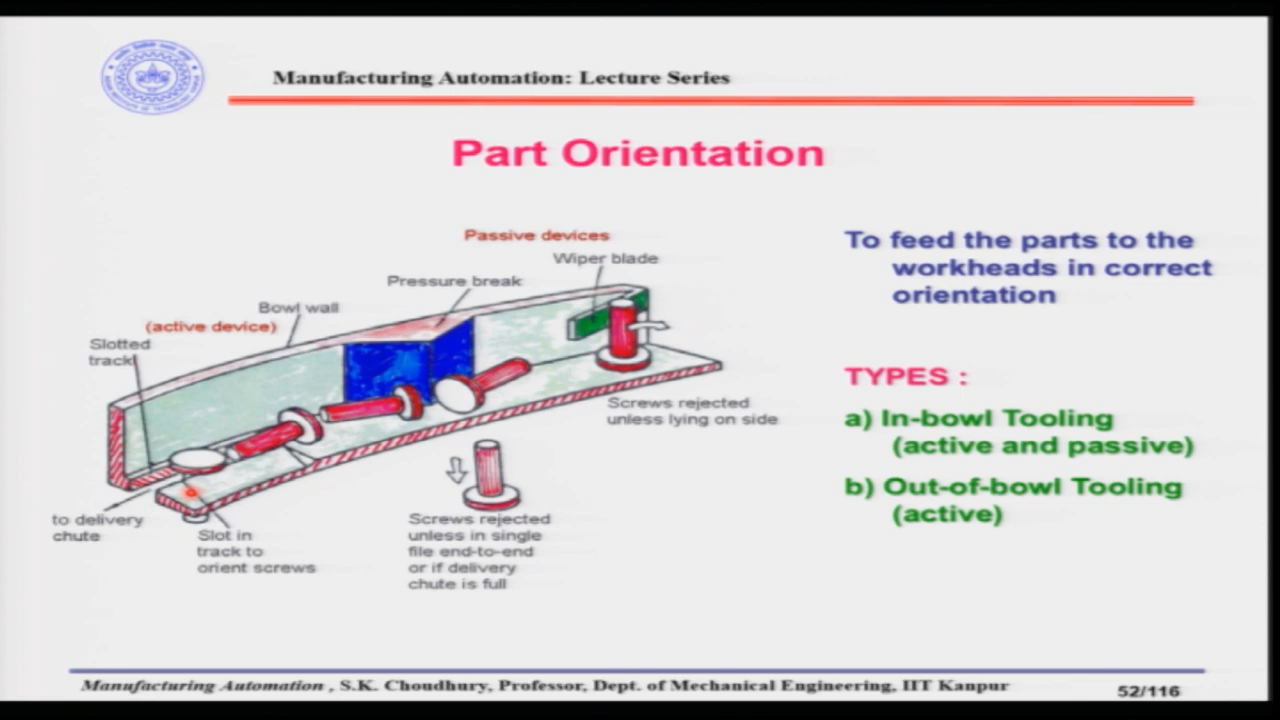 Manufacturing Automation: Lecture Series
Part Orientation
Passive devices
Wiper blade
Pressure break
Bowl wall
(active device)
Slotted
track
Screws rejected
unless lying on side
to delivery
chute
Slot in
track to
orient screws
Screws rejected
unless in single
file end-to-end
or if delivery
chute is full
To feed the parts to the
workheads in correct
orientation
TYPES :
a) In-bowl Tooling
(active and passive)
b) Out-of-bowl Tooling
(active)
Manufacturing Automation , S.K. Choudhury, Professor, Dept. of Mechanical Engineering, IIT Kanpur
52/116